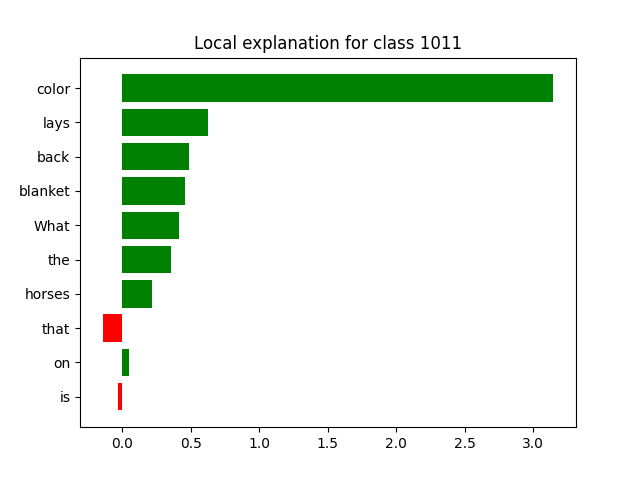 Local explanation for class 1011
color
lays
back
blanket
What
the
horses
that
on
is
0.0 0.5 1.0 1.5 2.0 2.5 3.0